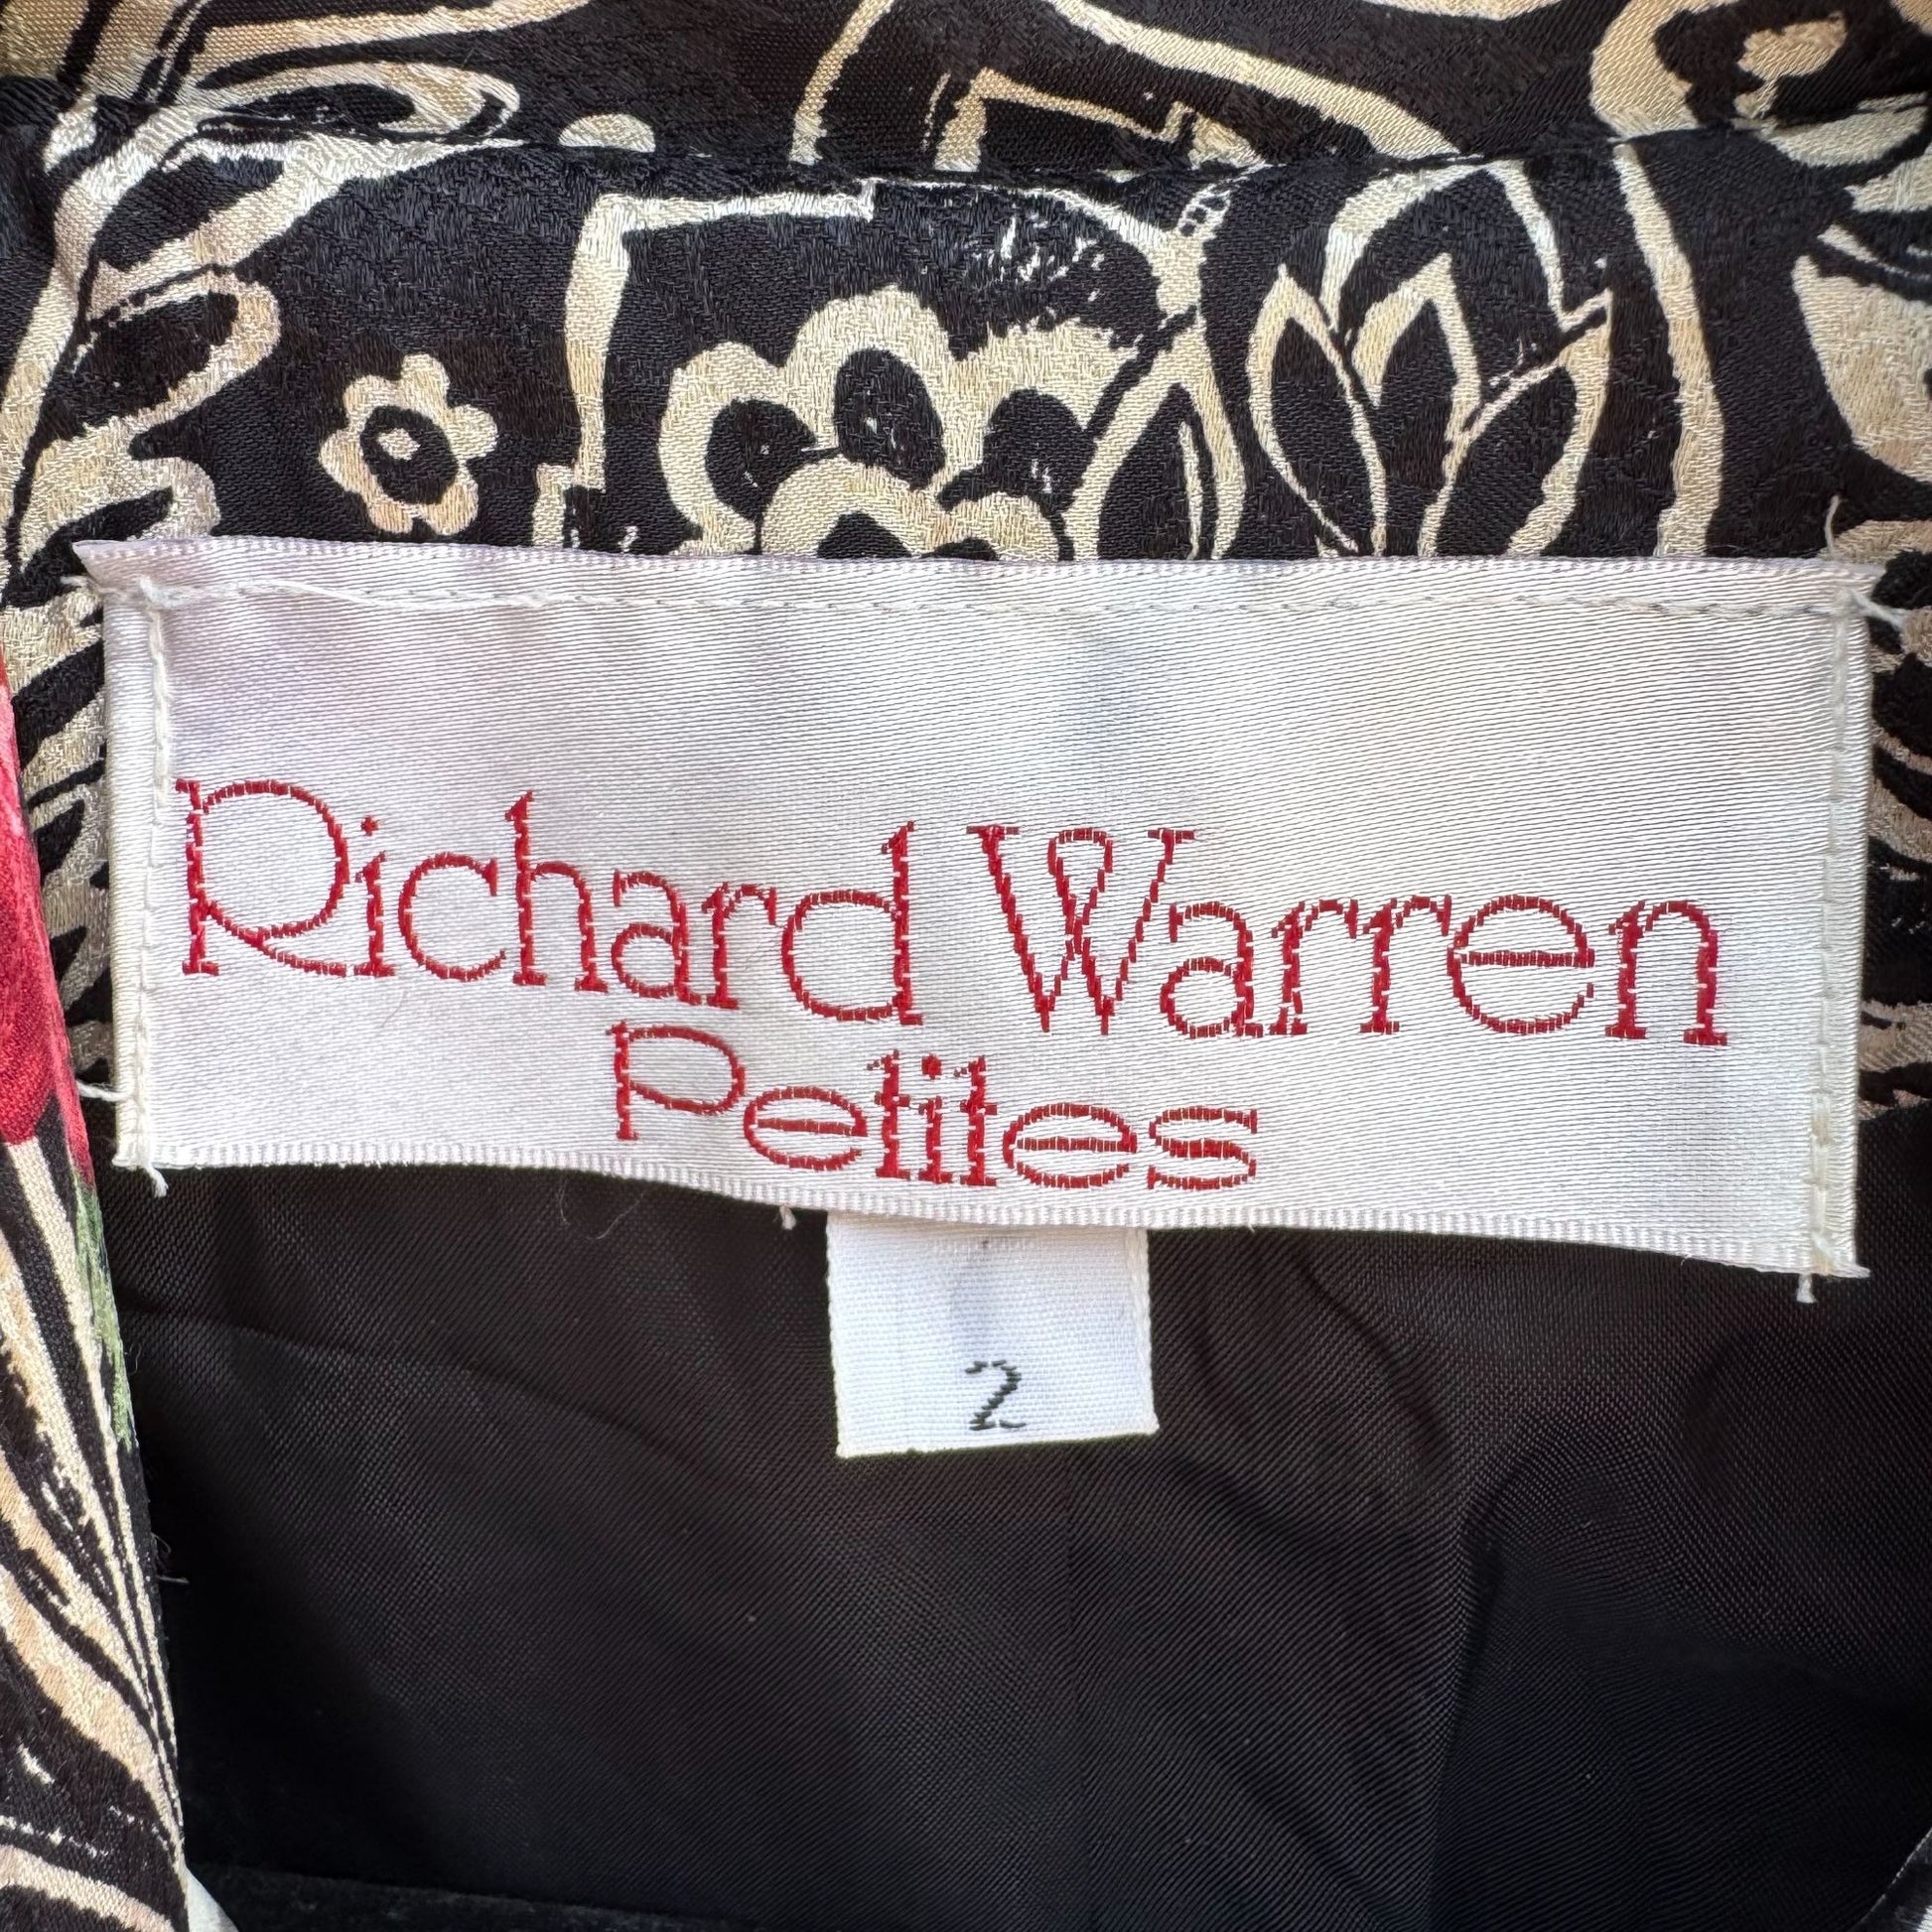 Richard Warren
Petites
2